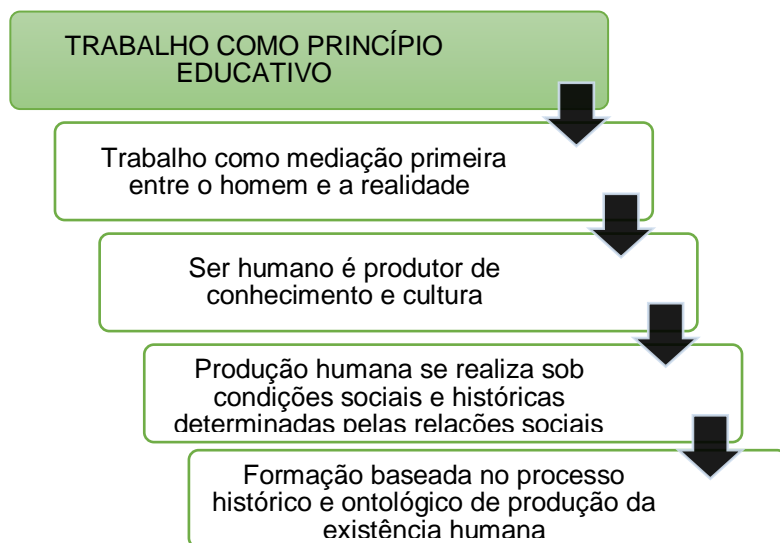 TRABALHO COMO PRINCÍPIO
EDUCATIVO
Trabalho como mediação primeira
entre o homem e a realidade
Ser humano é produtor de
conhecimento e cultura
Produção humana se realiza sob
condições sociais e históricas
determinadas pelas relações sociais
Formação baseada no processo
histórico e ontológico de produção da
existência humana